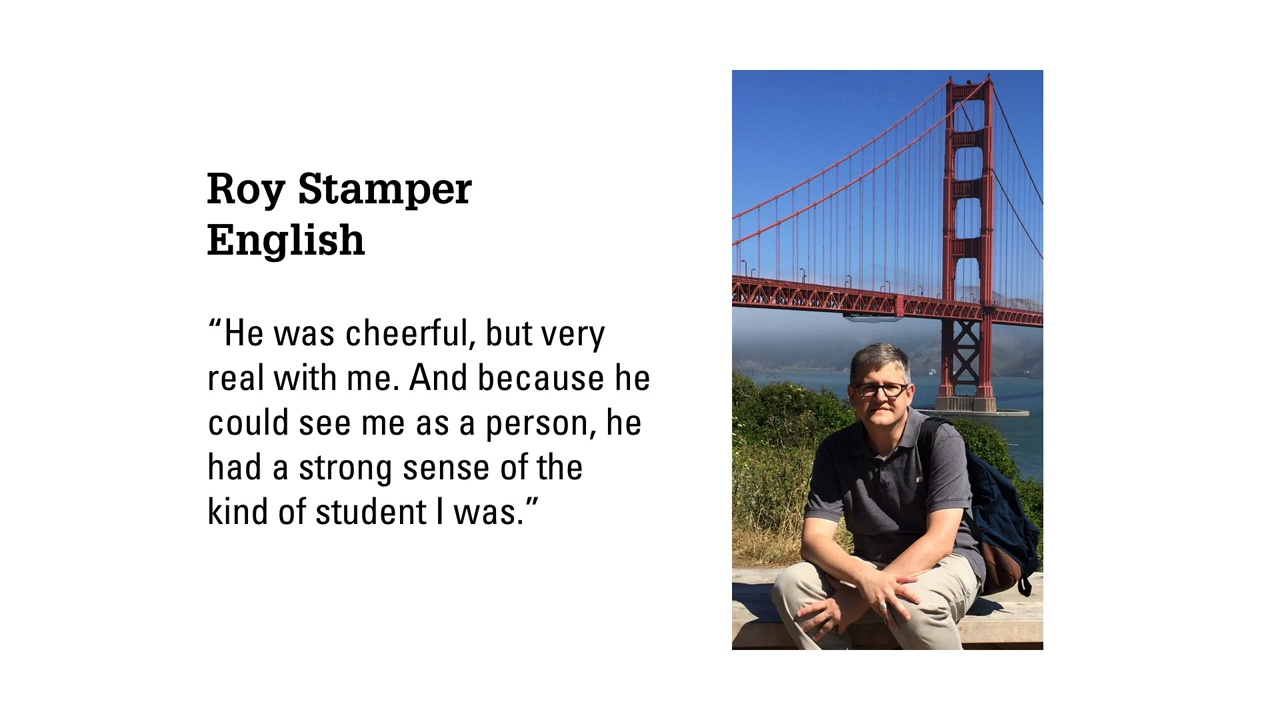 Roy Stamper
English
“He was cheerful, but very
real with me. And because he
could see me as a person, he
had a strong sense of the
kind of student I was.”